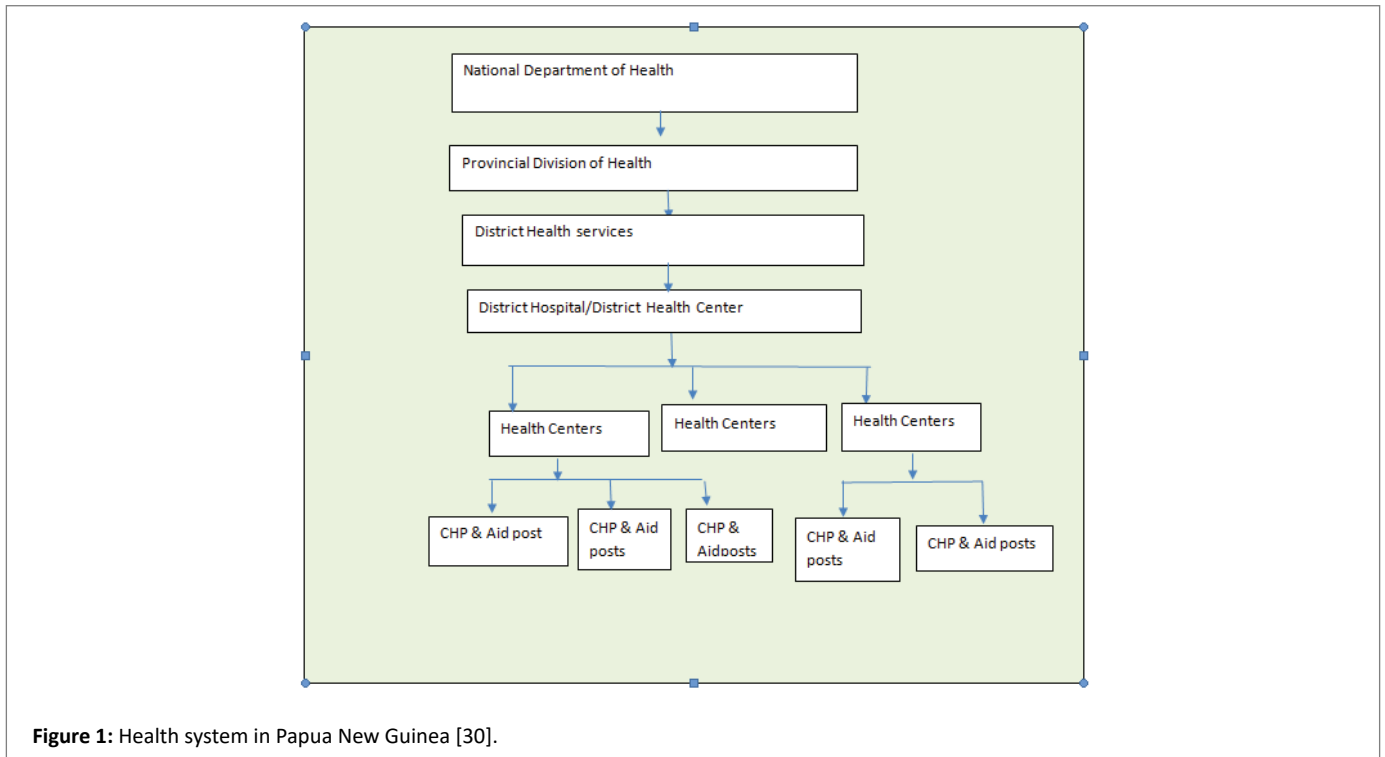 National Department of Health
Provincial Division of Health
District Health services
District Hospital/District Health Center
Health Centers
Health Centers
Health Centers
CHP & Aid post
CHP & Aid
posts
CHP &
Aidposts
CHP & Aid
posts
CHP & Aid posts
Figure 1: Health system in Papua New Guinea [30].